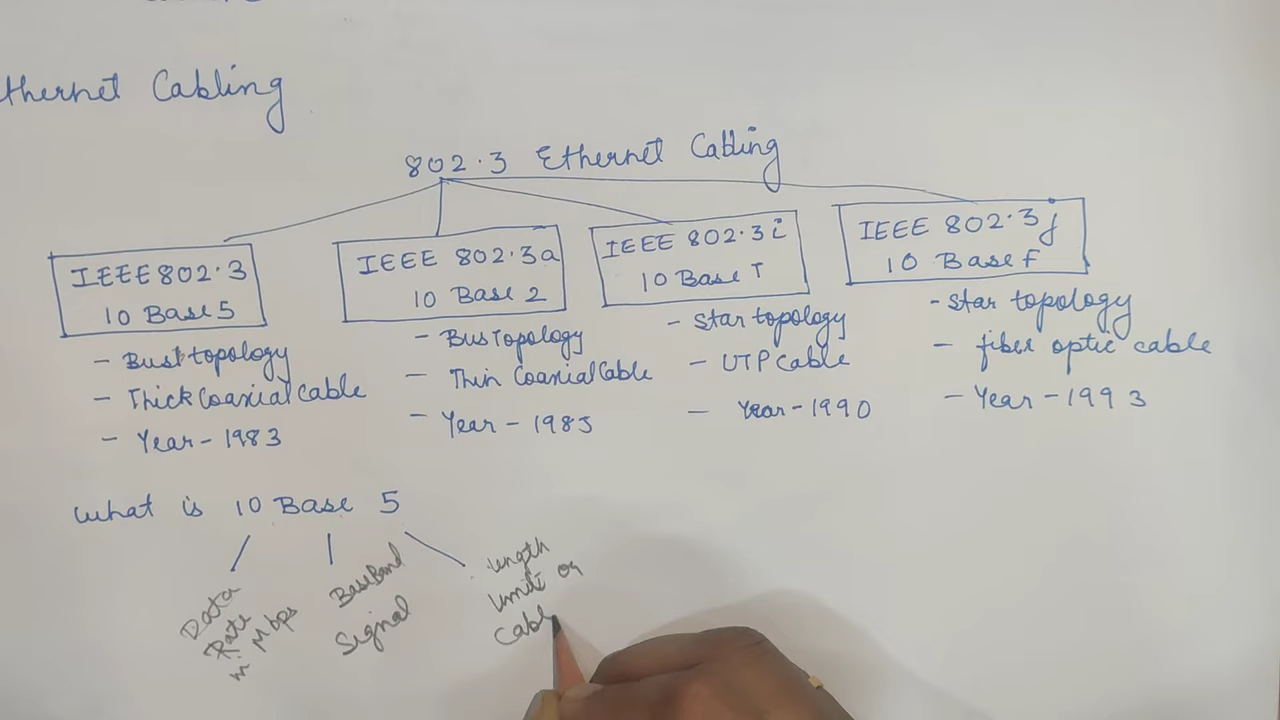 thernet Cabling
802.3 Ethernet Cabling
IEEE 802.3
10 Base 5
- Bus topology
- Thick Coaxial Cable
- Year - 1983
IEEE 802.3a
10 Base 2
- Bus Topology
- Thin Coaxial Cable
- Year - 1985
IEEE 802.3i
10 Base T
- Star topology
- UTP Cable
- Year - 1990
IEEE 802.3j
10 Base F
- Star topology
- fiber optic cable
- Year - 1993
What is 10 Base 5
Data
Rate
in Mbps
BaseBand
Signal
length
limit or
Cabl